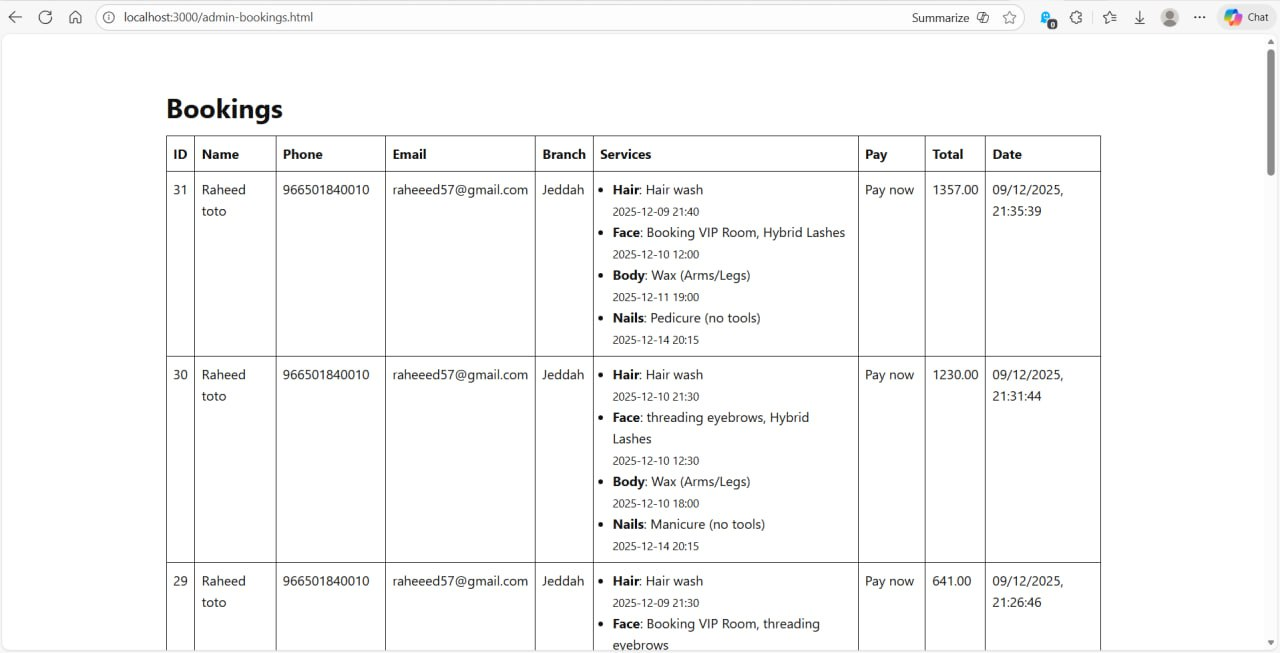 localhost:3000/admin-bookings.html
Summarize
0
Chat
Bookings
ID Name Phone Email Branch Services Pay Total Date
31 Raheed 966501840010 raheeed57@gmail.com Jeddah • Hair: Hair wash Pay now 1357.00 09/12/2025,
toto 2025-12-09 21:40 21:35:39
• Face: Booking VIP Room, Hybrid Lashes
2025-12-10 12:00
• Body: Wax (Arms/Legs)
2025-12-11 19:00
• Nails: Pedicure (no tools)
2025-12-14 20:15
30 Raheed 966501840010 raheeed57@gmail.com Jeddah • Hair: Hair wash Pay now 1230.00 09/12/2025,
toto 2025-12-10 21:30 21:31:44
• Face: threading eyebrows, Hybrid
Lashes
2025-12-10 12:30
• Body: Wax (Arms/Legs)
2025-12-10 18:00
• Nails: Manicure (no tools)
2025-12-14 20:15
29 Raheed 966501840010 raheeed57@gmail.com Jeddah • Hair: Hair wash Pay now 641.00 09/12/2025,
toto 2025-12-09 21:30 21:26:46
• Face: Booking VIP Room, threading
eyebrows